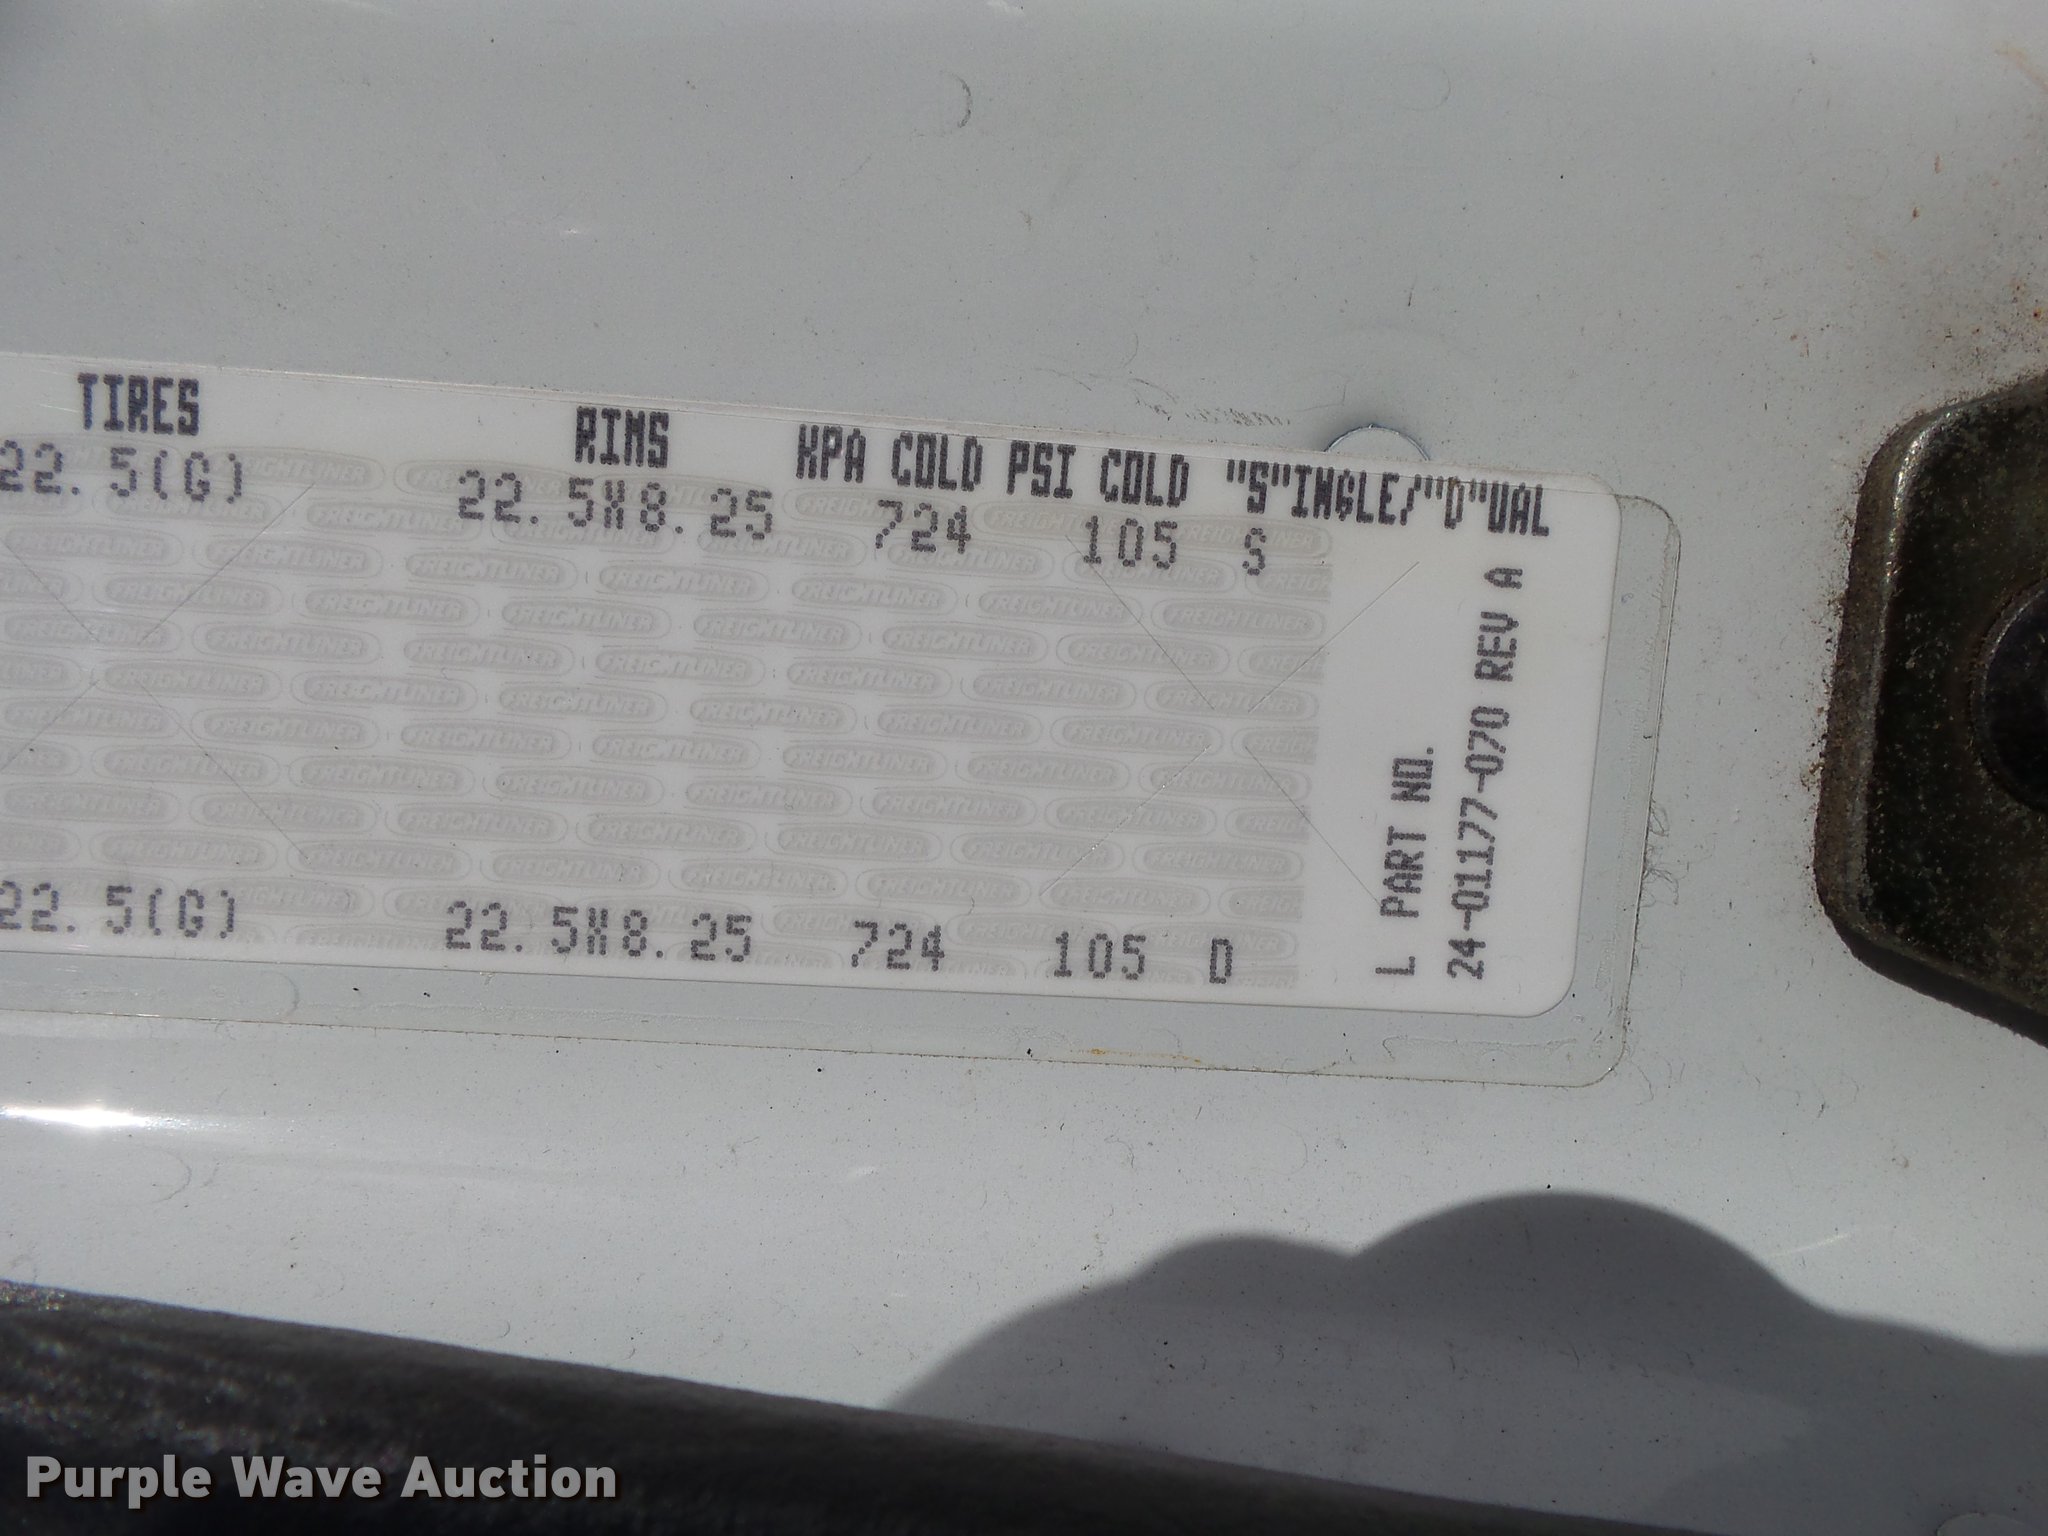 TIRES RIMS KPA COLD PSI COLD "S"INGLE/"D"UAL
22.5(G) 22.5X8.25 724 105 S
22.5(G) 22.5X8.25 724 105 D
L PART NO.
24-01177-070 REV A
FREIGHTLINER
Purple Wave Auction